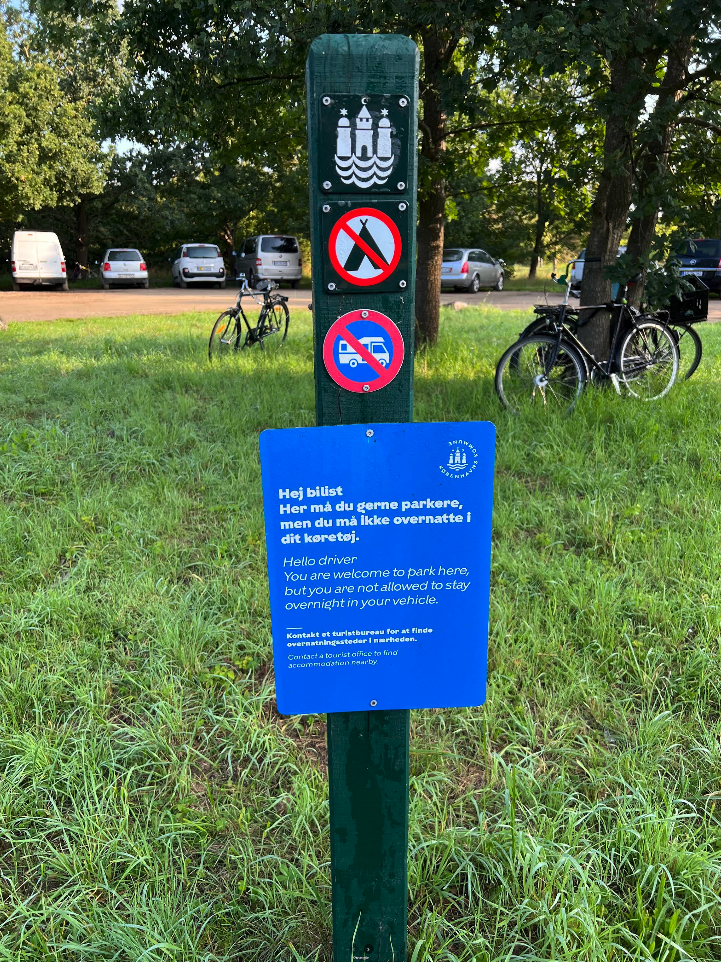 KØBENHAVNS KOMMUNE
Hej bilist
Her må du gerne parkere,
men du må ikke overnatte i
dit køretøj.
Hello driver
You are welcome to park here,
but you are not allowed to stay
overnight in your vehicle.
Kontakt et turistbureau for at finde
overnatningssteder i nærheden.
Contact a tourist office to find
accommodation nearby.